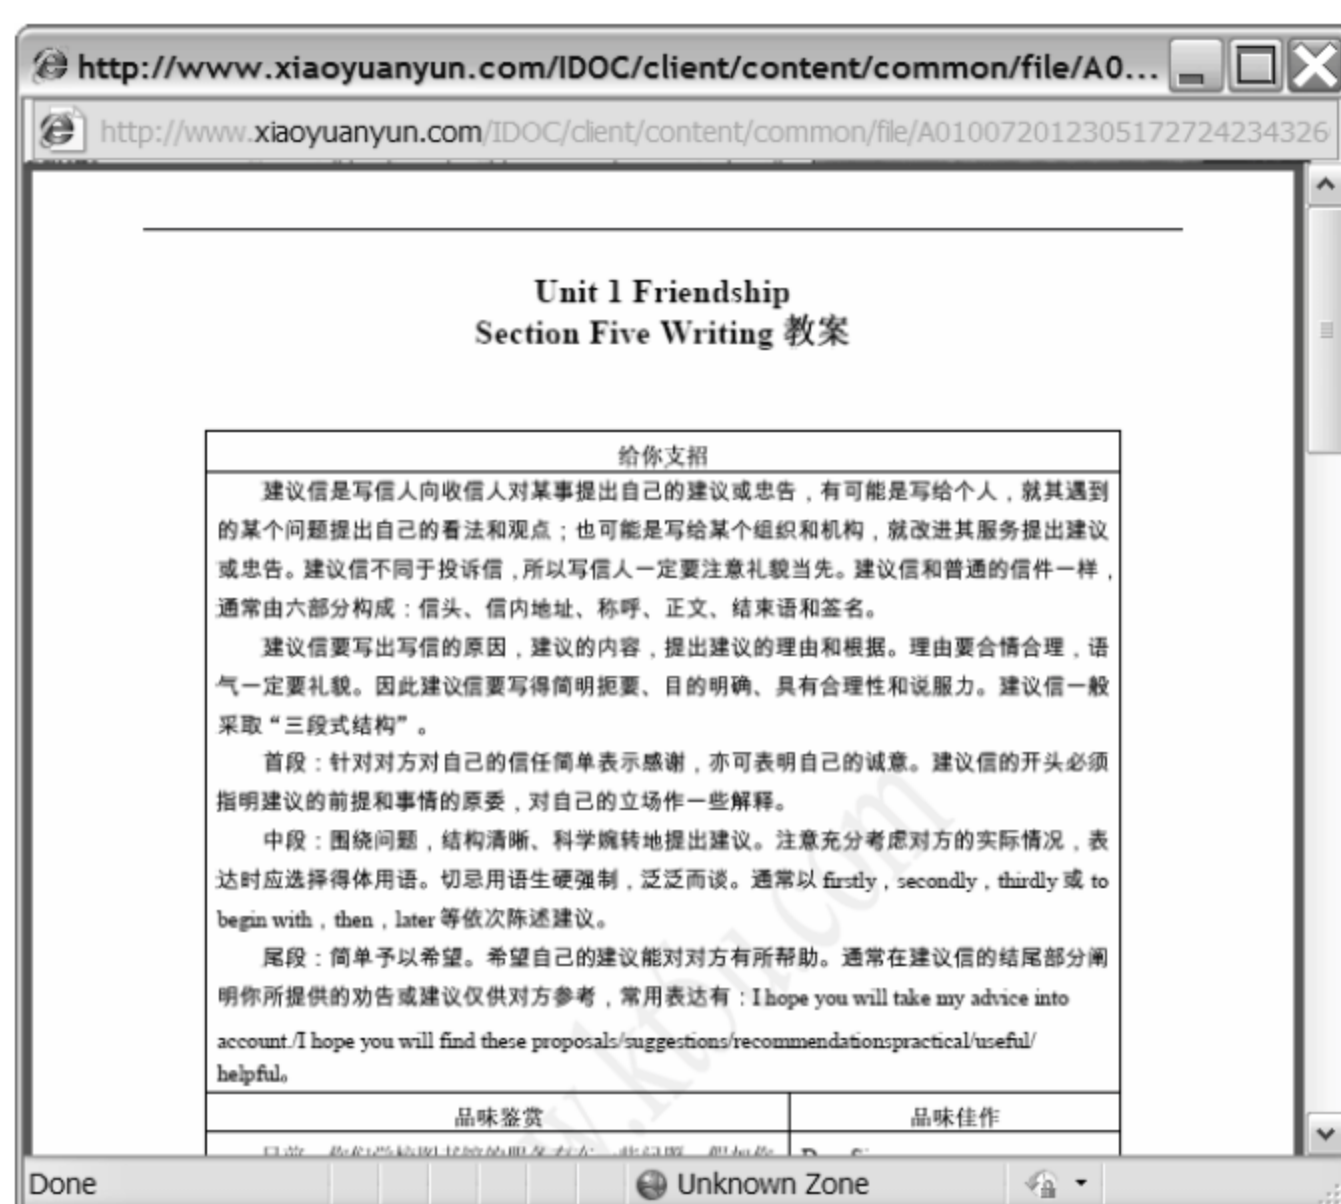 http://www.xiaoyuanyun.com/IDOC/client/content/common/file/A0...
http://www.xiaoyuanyun.com/IDOC/client/content/common/file/A010072012305172724234326
Unit 1 Friendship
Section Five Writing 教案
给你支招
建议信是写信人向收信人对某事提出自己的建议或忠告，有可能是写给个人，就其遇到
的某个问题提出自己的看法和观点；也可能是写给某个组织和机构，就改进其服务提出建议
或忠告。建议信不同于投诉信，所以写信人一定要注意礼貌当先。建议信和普通的信件一样，
通常由六部分构成：信头、信内地址、称呼、正文、结束语和签名。
建议信要写出写信的原因，建议的内容，提出建议的理由和根据。理由要合情合理，语
气一定要礼貌。因此建议信要写得简明扼要、目的明确、具有合理性和说服力。建议信一般
采取“三段式结构”。
首段：针对对方对自己的信任简单表示感谢，亦可表明自己的诚意。建议信的开头必须
指明建议的前提和事情的原委，对自己的立场作一些解释。
中段：围绕问题，结构清晰、科学婉转地提出建议。注意充分考虑对方的实际情况，表
达时应选择得体用语。切忌用语生硬强制，泛泛而谈。通常以 firstly，secondly，thirdly 或 to
begin with，then，later 等依次陈述建议。
尾段：简单予以希望。希望自己的建议能对对方有所帮助。通常在建议信的结尾部分阐
明你所提供的劝告或建议仅供对方参考，常用表达有：I hope you will take my advice into
account./I hope you will find these proposals/suggestions/recommendationspractical/useful/
helpful。
品味鉴赏 品味佳作
Done Unknown Zone